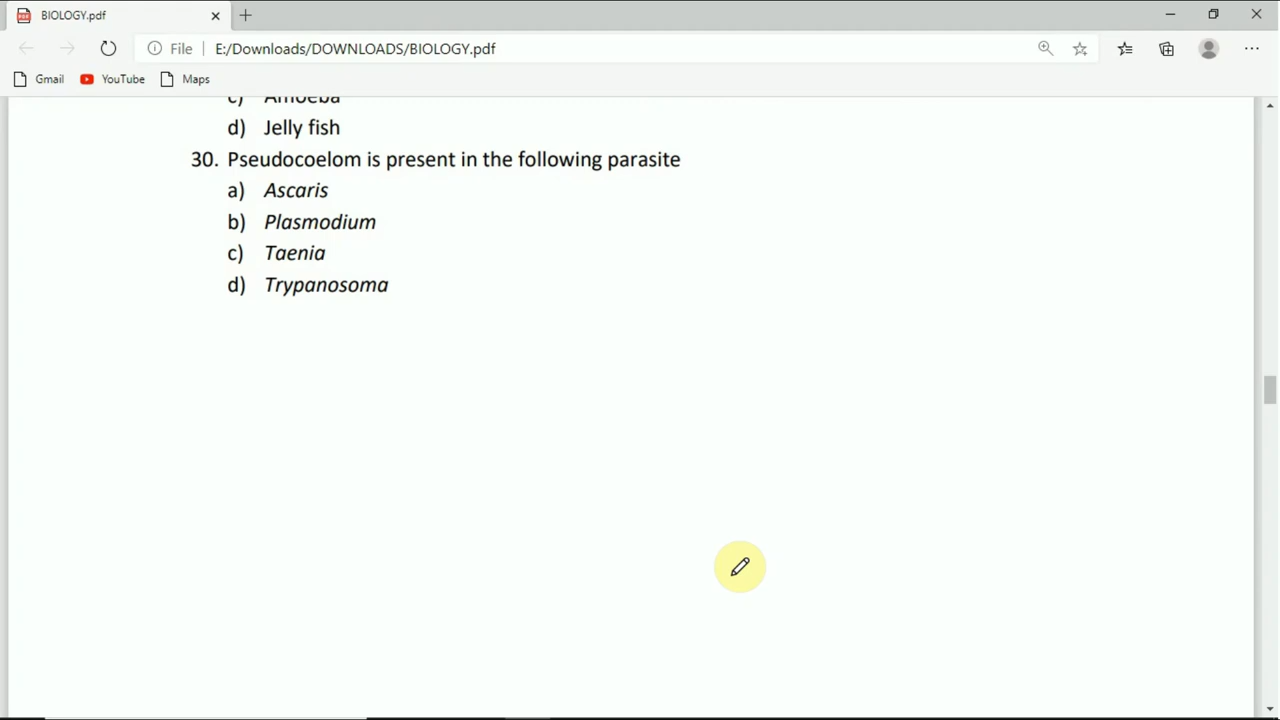 BIOLOGY.pdf
File E:/Downloads/DOWNLOADS/BIOLOGY.pdf
Gmail YouTube Maps
c) Amoeba
d) Jelly fish
30. Pseudocoelom is present in the following parasite
a) Ascaris
b) Plasmodium
c) Taenia
d) Trypanosoma